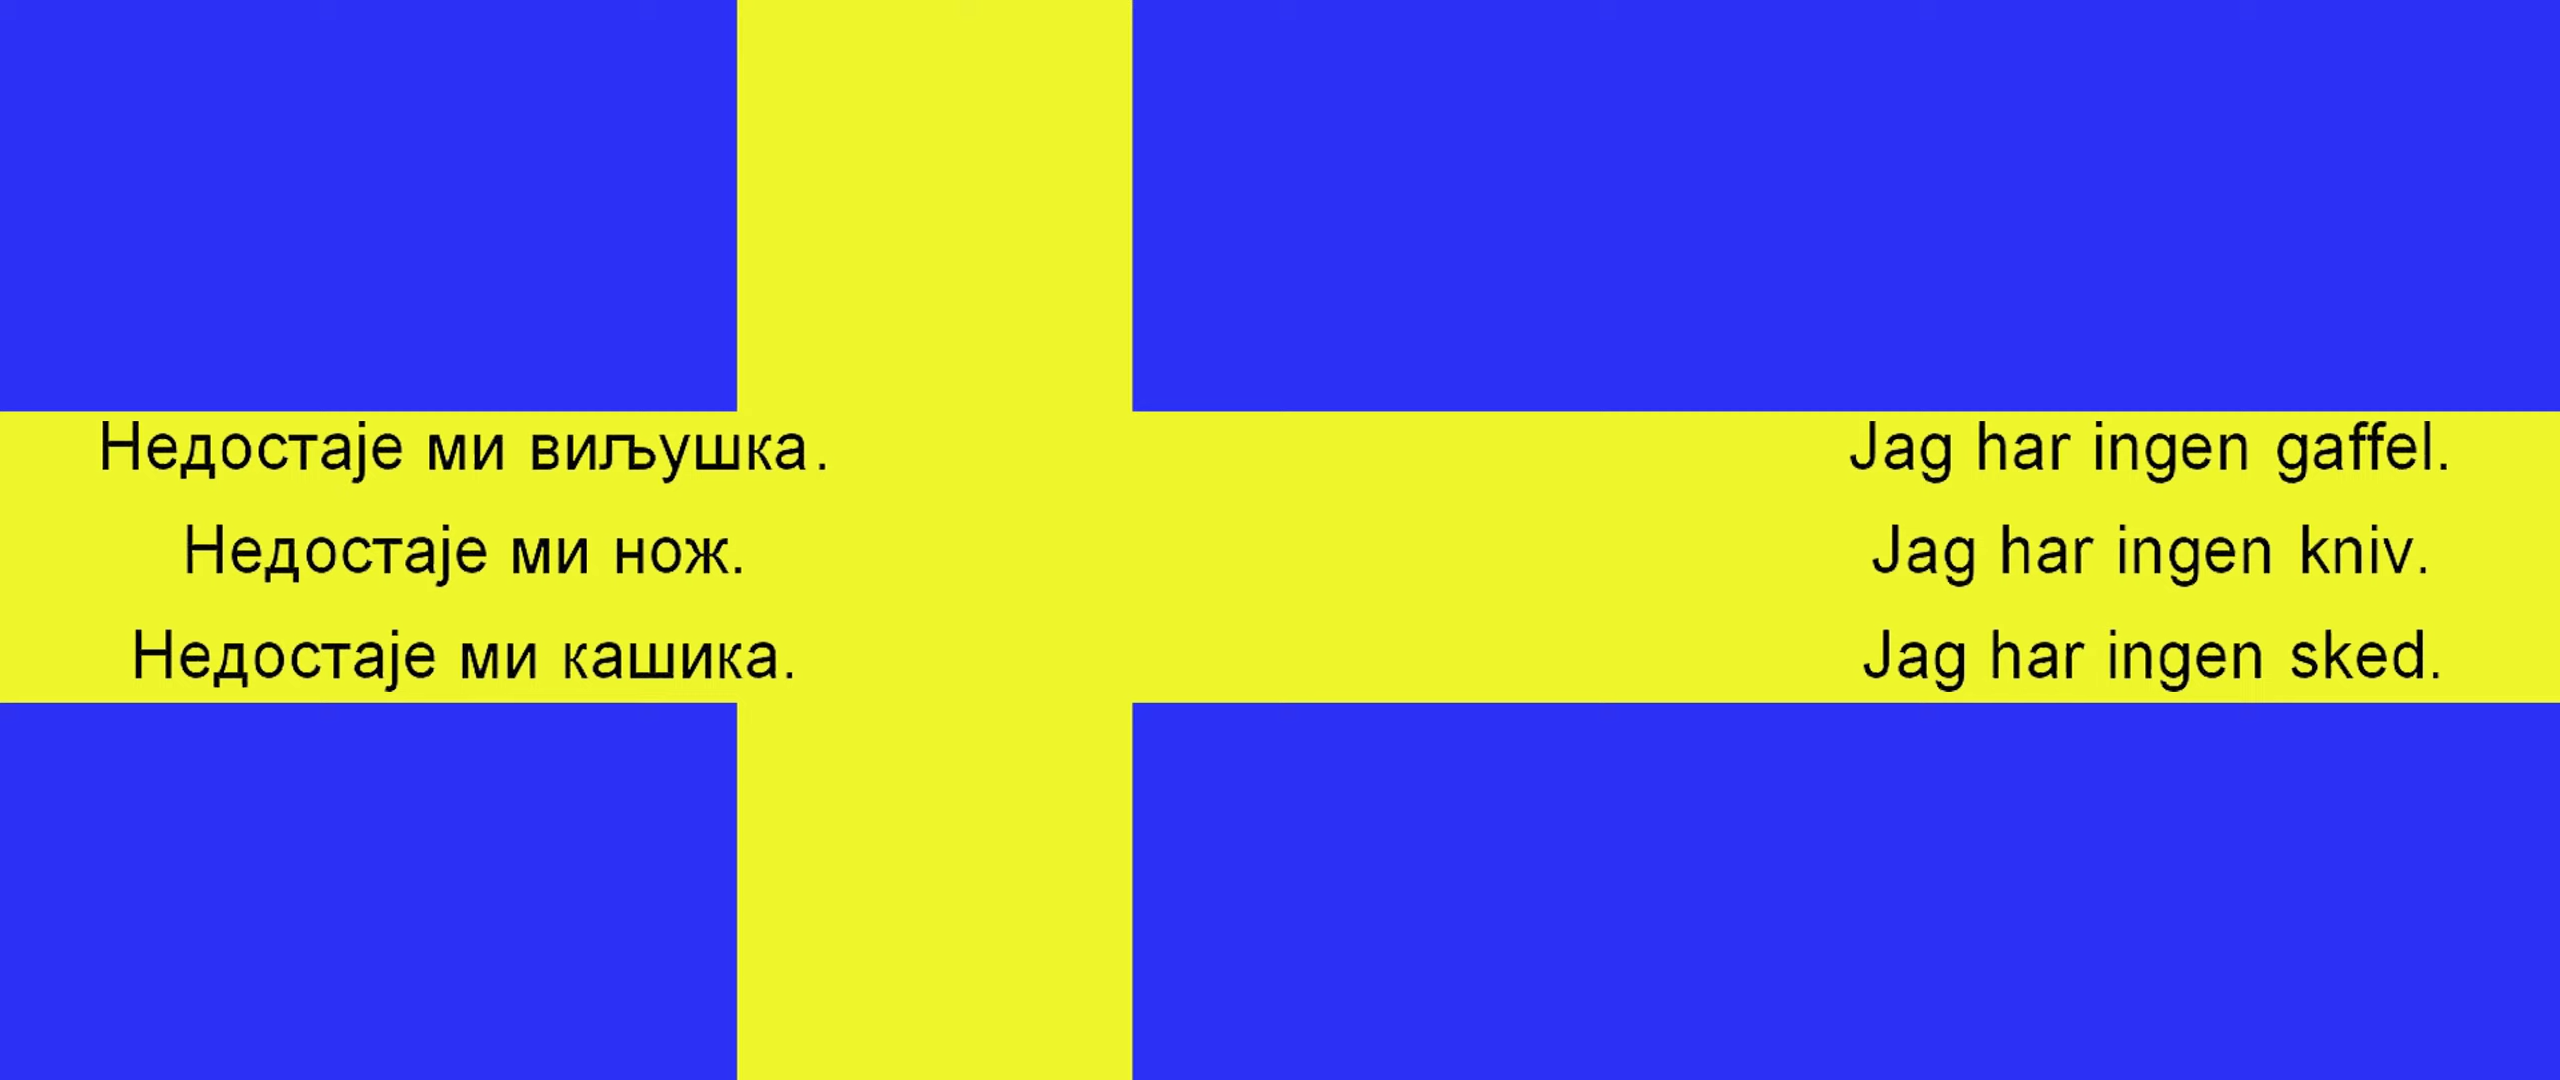 Недостаје ми виљушка.
Недостаје ми нож.
Недостаје ми кашика.
Jag har ingen gaffel.
Jag har ingen kniv.
Jag har ingen sked.